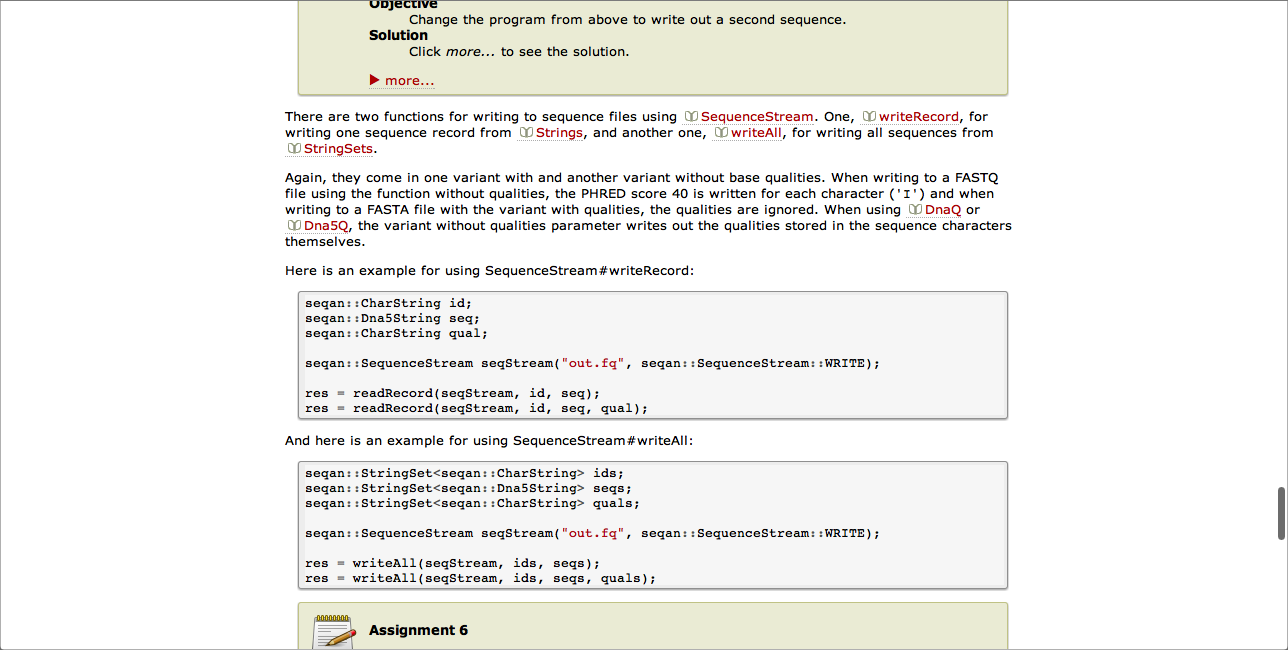 Objective
Change the program from above to write out a second sequence.
Solution
Click more... to see the solution.
more...
There are two functions for writing to sequence files using SequenceStream. One, writeRecord, for
writing one sequence record from Strings, and another one, writeAll, for writing all sequences from
StringSets.
Again, they come in one variant with and another variant without base qualities. When writing to a FASTQ
file using the function without qualities, the PHRED score 40 is written for each character ('I') and when
writing to a FASTA file with the variant with qualities, the qualities are ignored. When using DnaQ or
Dna5Q, the variant without qualities parameter writes out the qualities stored in the sequence characters
themselves.
Here is an example for using SequenceStream#writeRecord:
seqan::CharString id;
seqan::Dna5String seq;
seqan::CharString qual;
seqan::SequenceStream seqStream("out.fq", seqan::SequenceStream::WRITE);
res = readRecord(seqStream, id, seq);
res = readRecord(seqStream, id, seq, qual);
And here is an example for using SequenceStream#writeAll:
seqan::StringSet<seqan::CharString> ids;
seqan::StringSet<seqan::Dna5String> seqs;
seqan::StringSet<seqan::CharString> quals;
seqan::SequenceStream seqStream("out.fq", seqan::SequenceStream::WRITE);
res = writeAll(seqStream, ids, seqs);
res = writeAll(seqStream, ids, seqs, quals);
Assignment 6